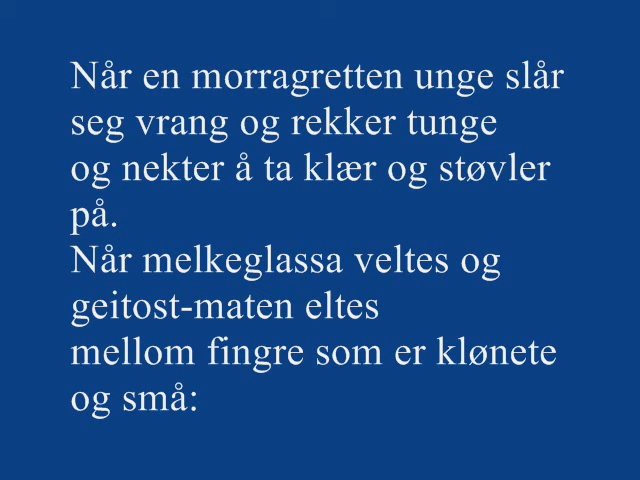 Når en morragretten unge slår
seg vrang og rekker tunge
og nekter å ta klær og støvler
på.
Når melkeglassa veltes og
geitost-maten eltes
mellom fingre som er klønete
og små: